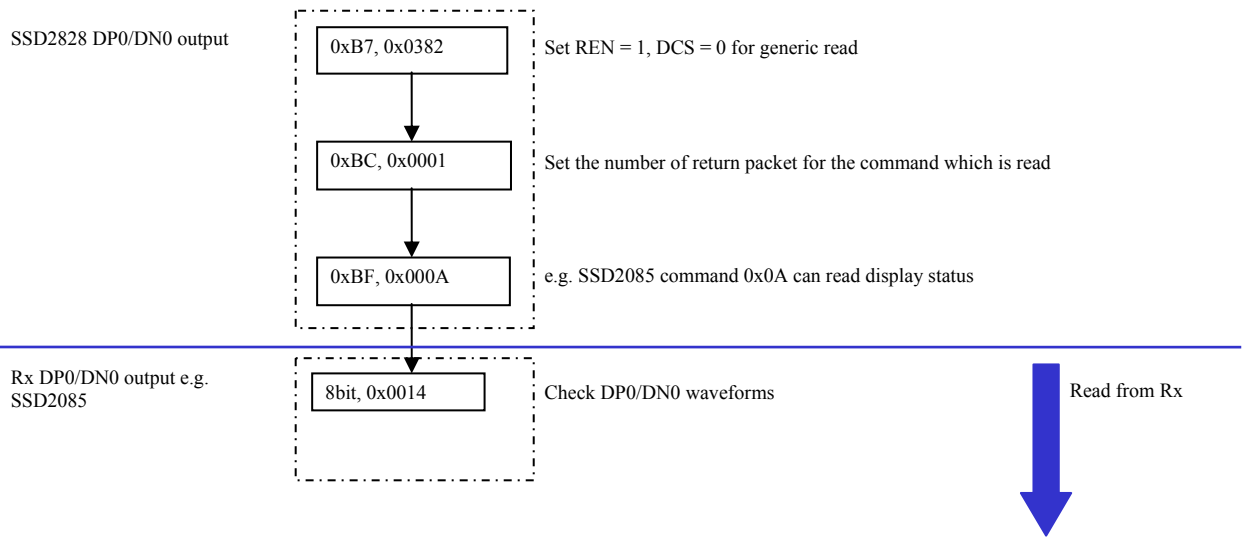 SSD2828 DP0/DN0 output
0xB7, 0x0382
Set REN = 1, DCS = 0 for generic read
0xBC, 0x0001
Set the number of return packet for the command which is read
0xBF, 0x000A
e.g. SSD2085 command 0x0A can read display status
Rx DP0/DN0 output e.g.
SSD2085
8bit, 0x0014
Check DP0/DN0 waveforms
Read from Rx